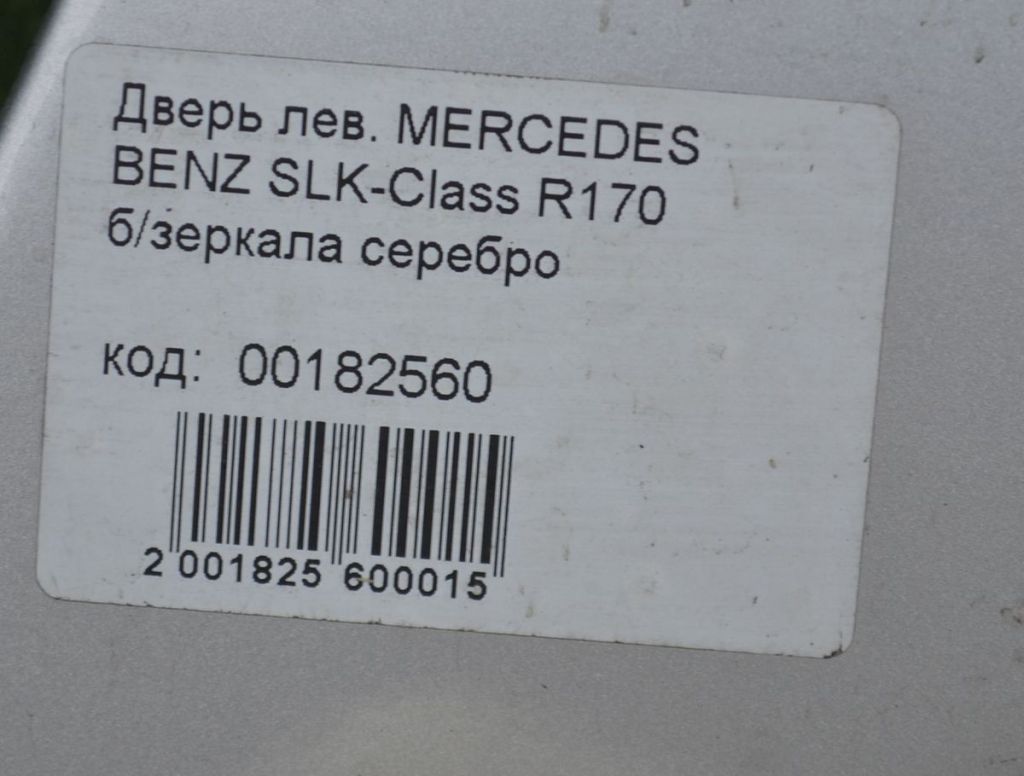 Дверь лев. MERCEDES
BENZ SLK-Class R170
б/зеркала серебро
код: 00182560
2 001825 600015